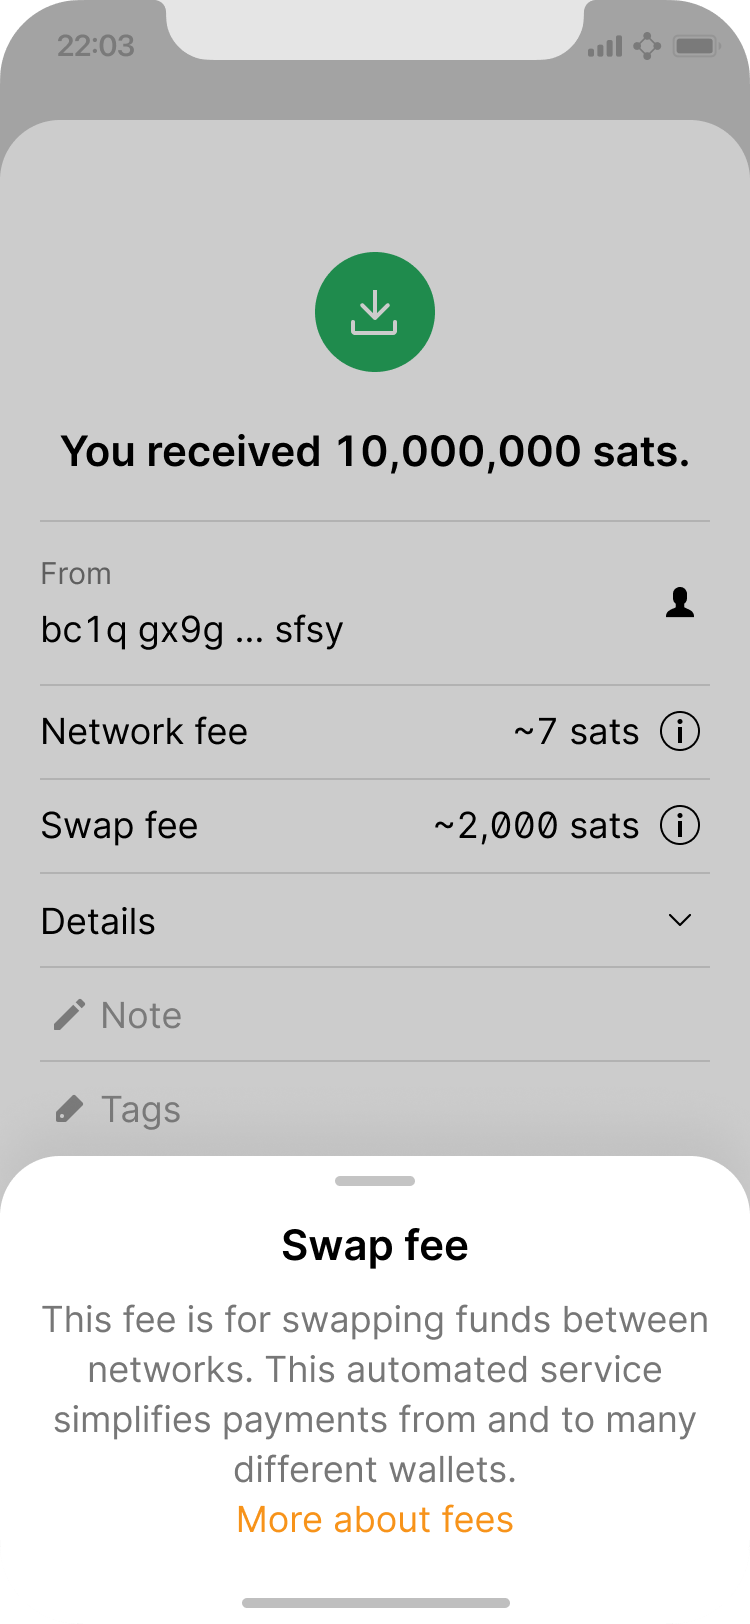 22:03
You received 10,000,000 sats.
From
bc1q gx9g ... sfsy
Network fee ~7 sats
Swap fee ~2,000 sats
Details
Note
Tags
Swap fee
This fee is for swapping funds between
networks. This automated service
simplifies payments from and to many
different wallets.
More about fees